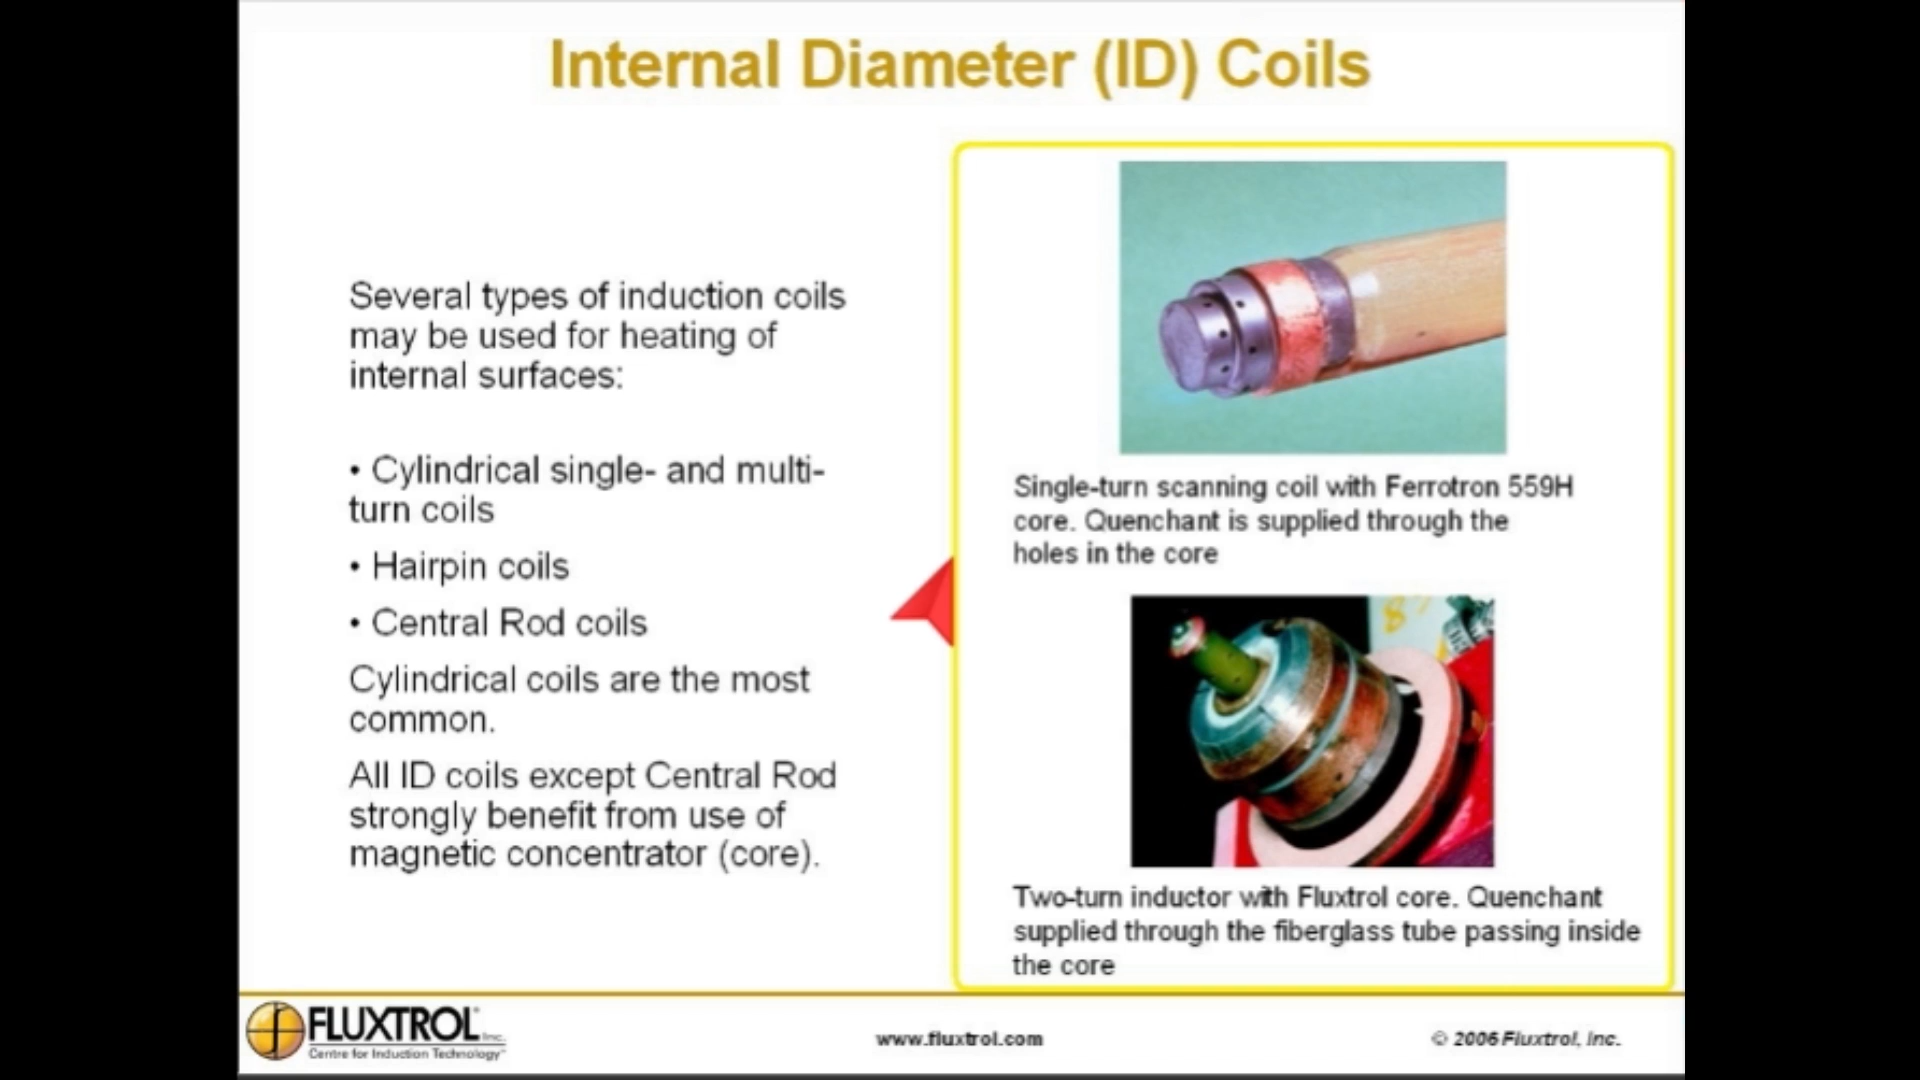 Internal Diameter (ID) Coils
Several types of induction coils
may be used for heating of
internal surfaces:
• Cylindrical single- and multi-
turn coils
• Hairpin coils
• Central Rod coils
Cylindrical coils are the most
common.
All ID coils except Central Rod
strongly benefit from use of
magnetic concentrator (core).
Single-turn scanning coil with Ferrotron 559H
core. Quenchant is supplied through the
holes in the core
Two-turn inductor with Fluxtrol core. Quenchant
supplied through the fiberglass tube passing inside
the core
FLUXTROL Inc.
Centre for Induction Technology
www.fluxtrol.com
© 2006 Fluxtrol, Inc.